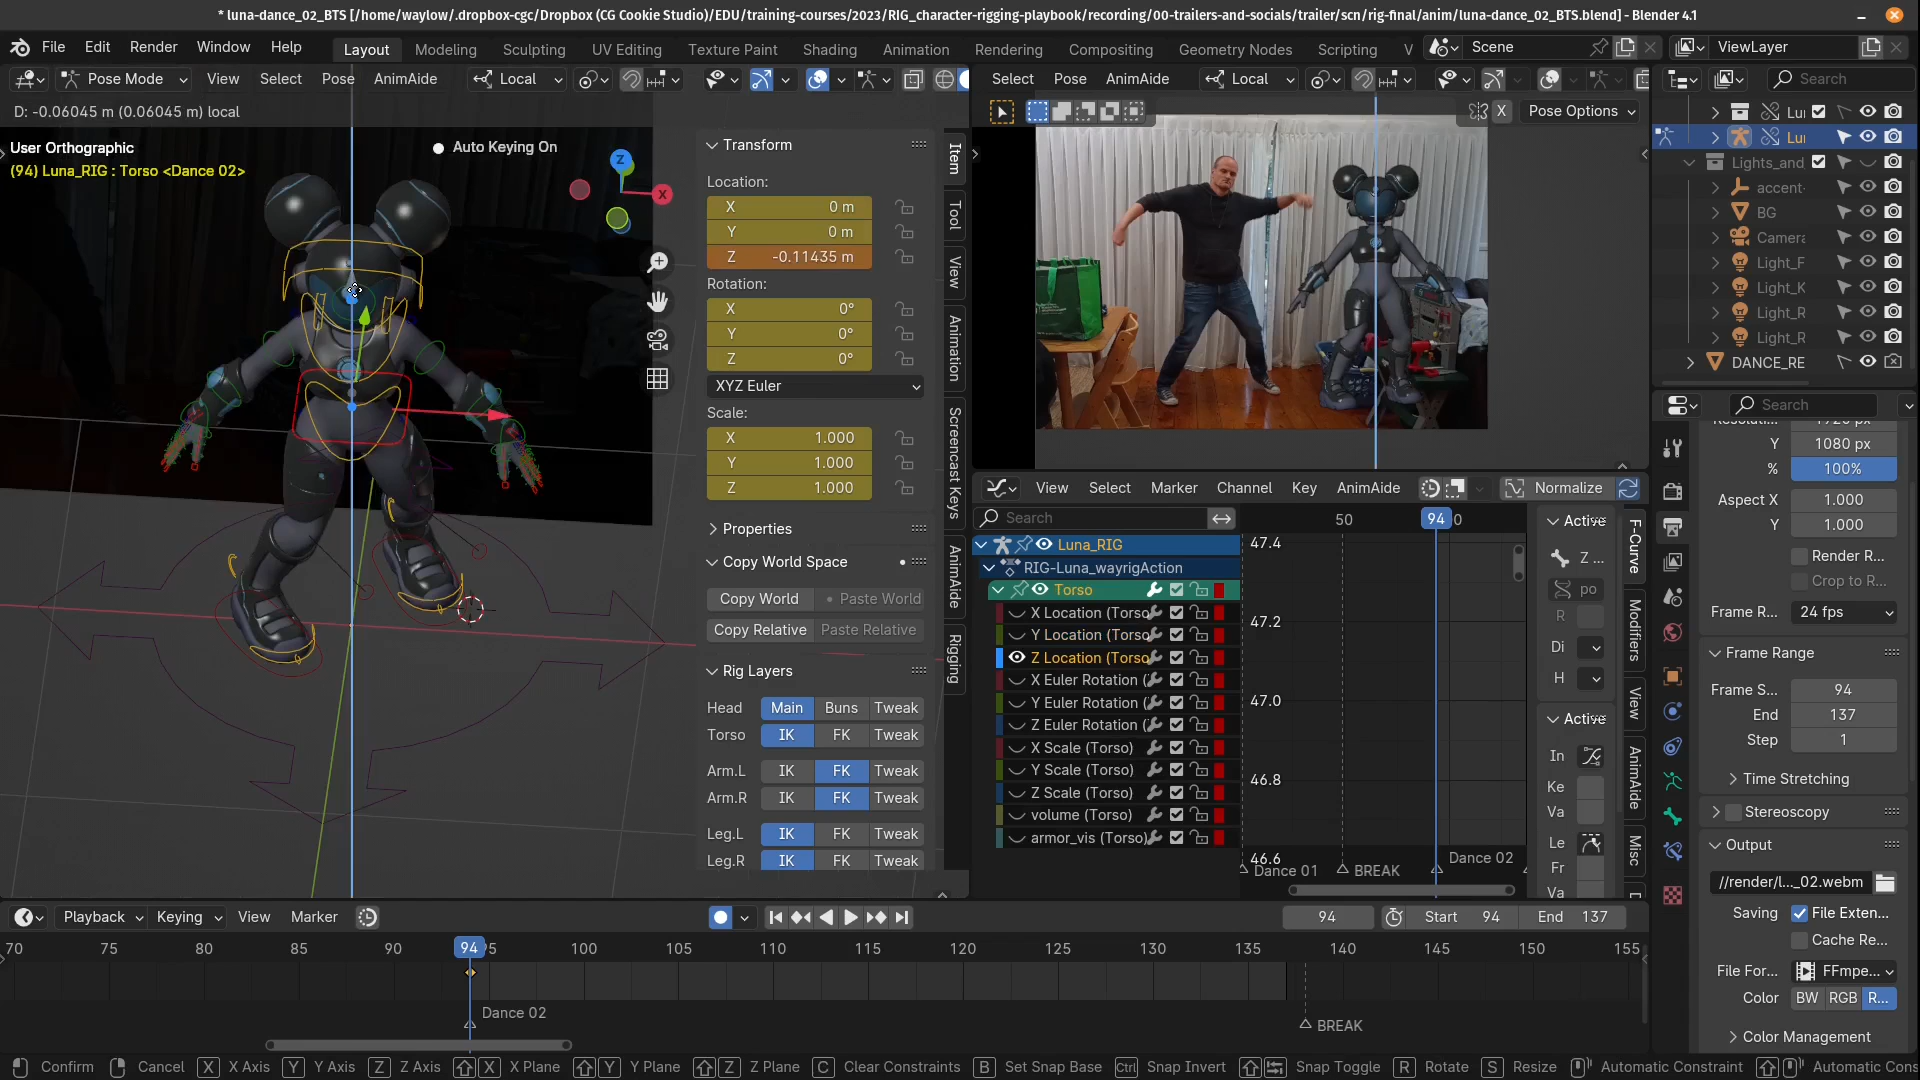 * luna-dance_02_BTS [/home/waylow/.dropbox-cgc/Dropbox (CG Cookie Studio)/EDU/training-courses/2023/RIG_character-rigging-playbook/recording/00-trailers-and-socials/trailer/scn/rig-final/anim/luna-dance_02_BTS.blend] - Blender 4.1
File Edit Render Window Help Layout Modeling Sculpting UV Editing Texture Paint Shading Animation Rendering Compositing Geometry Nodes Scripting V Scene ViewLayer
Pose Mode View Select Pose AnimAide Local Select Pose AnimAide Local Search
D: -0.06045 m (0.06045 m) local
X Pose Options
User Orthographic
(94) Luna_RIG : Torso <Dance 02>
Auto Keying On
Z
X
Transform
Location:
X 0 m
Y 0 m
Z -0.11435 m
Rotation:
X 0°
Y 0°
Z 0°
XYZ Euler
Scale:
X 1.000
Y 1.000
Z 1.000
Properties
Copy World Space
Copy World Paste World
Copy Relative Paste Relative
Rig Layers
Head Main Buns Tweak
Torso IK FK Tweak
Arm.L IK FK Tweak
Arm.R IK FK Tweak
Leg.L IK FK Tweak
Leg.R IK FK Tweak
Item
Tool
View
Animation
Screencast Keys
AnimAide
Rigging
Lights_and
accent-
BG
Camera
Light_F
Light_K
Light_R
Light_R
DANCE_RE
View Select Marker Channel Key AnimAide Normalize
Search
Luna_RIG
RIG-Luna_wayrigAction
Torso
X Location (Torso
Y Location (Torso
Z Location (Torso
X Euler Rotation (
Y Euler Rotation (
Z Euler Rotation (
X Scale (Torso)
Y Scale (Torso)
Z Scale (Torso)
volume (Torso)
armor_vis (Torso)
50 94 0
47.4
47.2
47.0
46.8
46.6
Dance 01 BREAK Dance 02
Active
Z ...
po
R
Di
H
Active
In
Ke
Va
Le
Fr
Va
F-Curve
Modifiers
View
AnimAide
Misc
Search
Y 1080 px
% 100%
Aspect X 1.000
Y 1.000
Render R...
Crop to R...
Frame R... 24 fps
Frame Range
Frame S... 94
End 137
Step 1
Time Stretching
Stereoscopy
Output
//render/l..._02.webm
Saving File Exten...
Cache Re...
File For... FFmpe...
Color BW RGB R...
Color Management
Playback Keying View Marker 94 Start 94 End 137
70 75 80 85 90 94 95 100 105 110 115 120 125 130 135 140 145 150 155
Dance 02
BREAK
Confirm Cancel X X Axis Y Y Axis Z Z Axis X X Plane Y Y Plane Z Z Plane C Clear Constraints B Set Snap Base Ctrl Snap Invert Snap Toggle R Rotate S Resize Automatic Constraint Automatic Cons